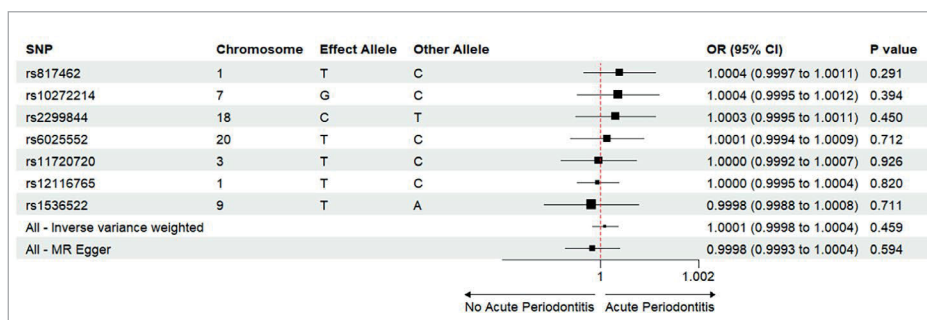 SNP Chromosome Effect Allele Other Allele OR (95% CI) P value
rs817462 1 T C 1.0004 (0.9997 to 1.0011) 0.291
rs10272214 7 G C 1.0004 (0.9995 to 1.0012) 0.394
rs2299844 18 C T 1.0003 (0.9995 to 1.0011) 0.450
rs6025552 20 T C 1.0001 (0.9994 to 1.0009) 0.712
rs11720720 3 T C 1.0000 (0.9992 to 1.0007) 0.926
rs12116765 1 T C 1.0000 (0.9995 to 1.0004) 0.820
rs1536522 9 T A 0.9998 (0.9988 to 1.0008) 0.711
All - Inverse variance weighted 1.0001 (0.9998 to 1.0004) 0.459
All - MR Egger 0.9998 (0.9993 to 1.0004) 0.594
1 1.002
No Acute Periodontitis Acute Periodontitis